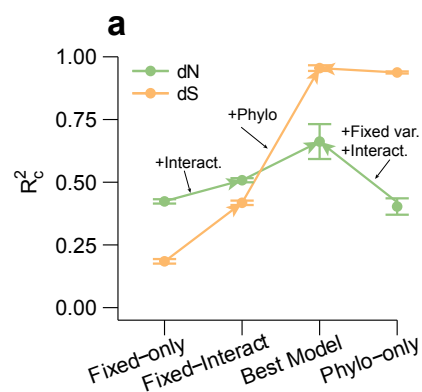 a
1.00
0.75
0.50
0.25
0.00
R²c
dN
dS
+Interact.
+Phylo
+Fixed var.
+Interact.
Fixed-only
Fixed-Interact
Best Model
Phylo-only